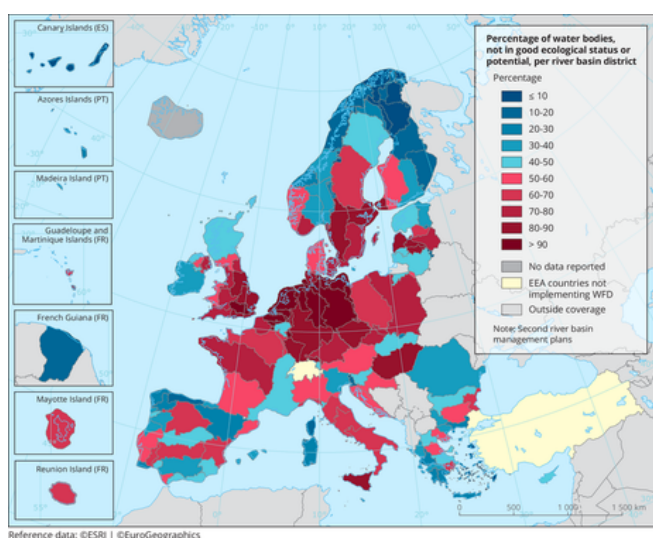 Canary Islands (ES)
Azores Islands (PT)
Madeira Island (PT)
Guadeloupe and
Martinique Islands (FR)
French Guiana (FR)
Mayotte Island (FR)
Reunion Island (FR)
Percentage of water bodies,
not in good ecological status or
potential, per river basin district
Percentage
≤ 10
10-20
20-30
30-40
40-50
50-60
60-70
70-80
80-90
> 90
No data reported
EEA countries not
implementing WFD
Outside coverage
Note: Second river basin
management plans
0 500 1 000 1 500 km
Reference data: ©ESRI | ©EuroGeographics